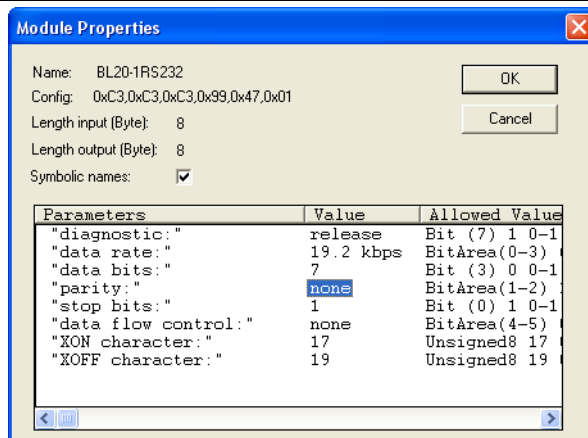 Module Properties
Name: BL20-1RS232
OK
Config: 0xC3,0xC3,0xC3,0x99,0x47,0x01
Length input (Byte): 8
Cancel
Length output (Byte): 8
Symbolic names:
Parameters Value Allowed Value
"diagnostic:" release Bit (7) 1 0-1
"data rate:" 19.2 kbps BitArea(0-3)
"data bits:" 7 Bit (3) 0 0-1
"parity:" none BitArea(1-2)
"stop bits:" 1 Bit (0) 1 0-1
"data flow control:" none BitArea(4-5)
"XON character:" 17 Unsigned8 17
"XOFF character:" 19 Unsigned8 19